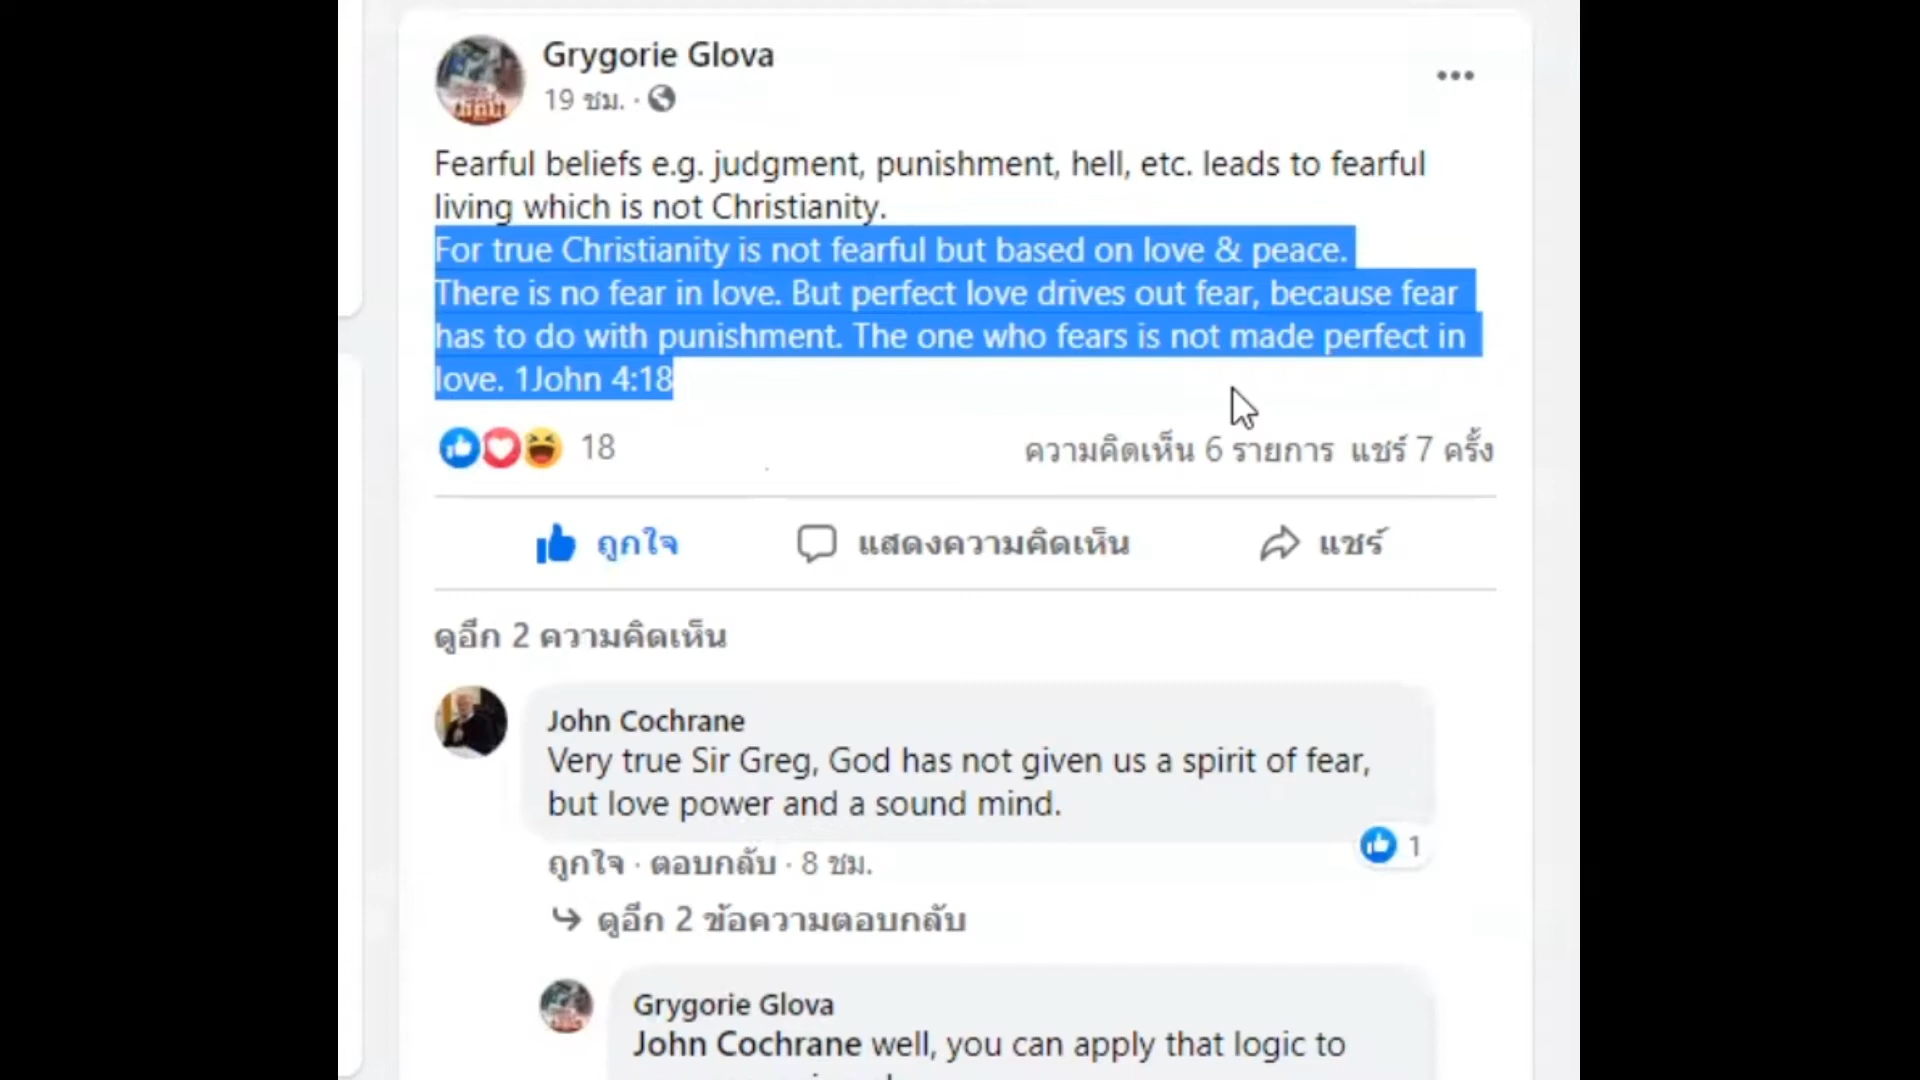 Grygorie Glova
19 ชม. ·
Fearful beliefs e.g. judgment, punishment, hell, etc. leads to fearful
living which is not Christianity.
For true Christianity is not fearful but based on love & peace.
There is no fear in love. But perfect love drives out fear, because fear
has to do with punishment. The one who fears is not made perfect in
love. 1John 4:18
18
ความคิดเห็น 6 รายการ แชร์ 7 ครั้ง
ถูกใจ
แสดงความคิดเห็น
แชร์
ดูอีก 2 ความคิดเห็น
John Cochrane
Very true Sir Greg, God has not given us a spirit of fear,
but love power and a sound mind.
1
ถูกใจ · ตอบกลับ · 8 ชม.
ดูอีก 2 ข้อความตอบกลับ
Grygorie Glova
John Cochrane well, you can apply that logic to